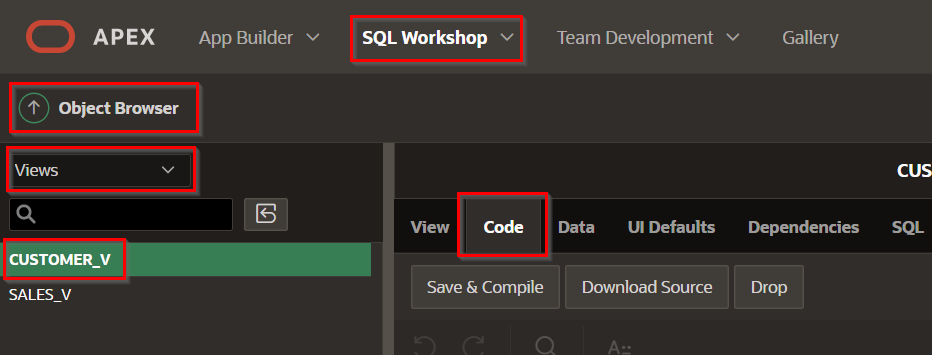 APEX App Builder SQL Workshop Team Development Gallery
Object Browser
Views
CUS
View Code Data UI Defaults Dependencies SQL
CUSTOMER_V
Save & Compile Download Source Drop
SALES_V
A::